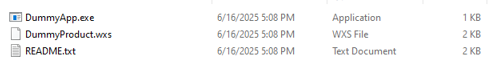 DummyApp.exe 6/16/2025 5:08 PM Application 1 KB
DummyProduct.wxs 6/16/2025 5:08 PM WXS File 2 KB
README.txt 6/16/2025 5:08 PM Text Document 2 KB